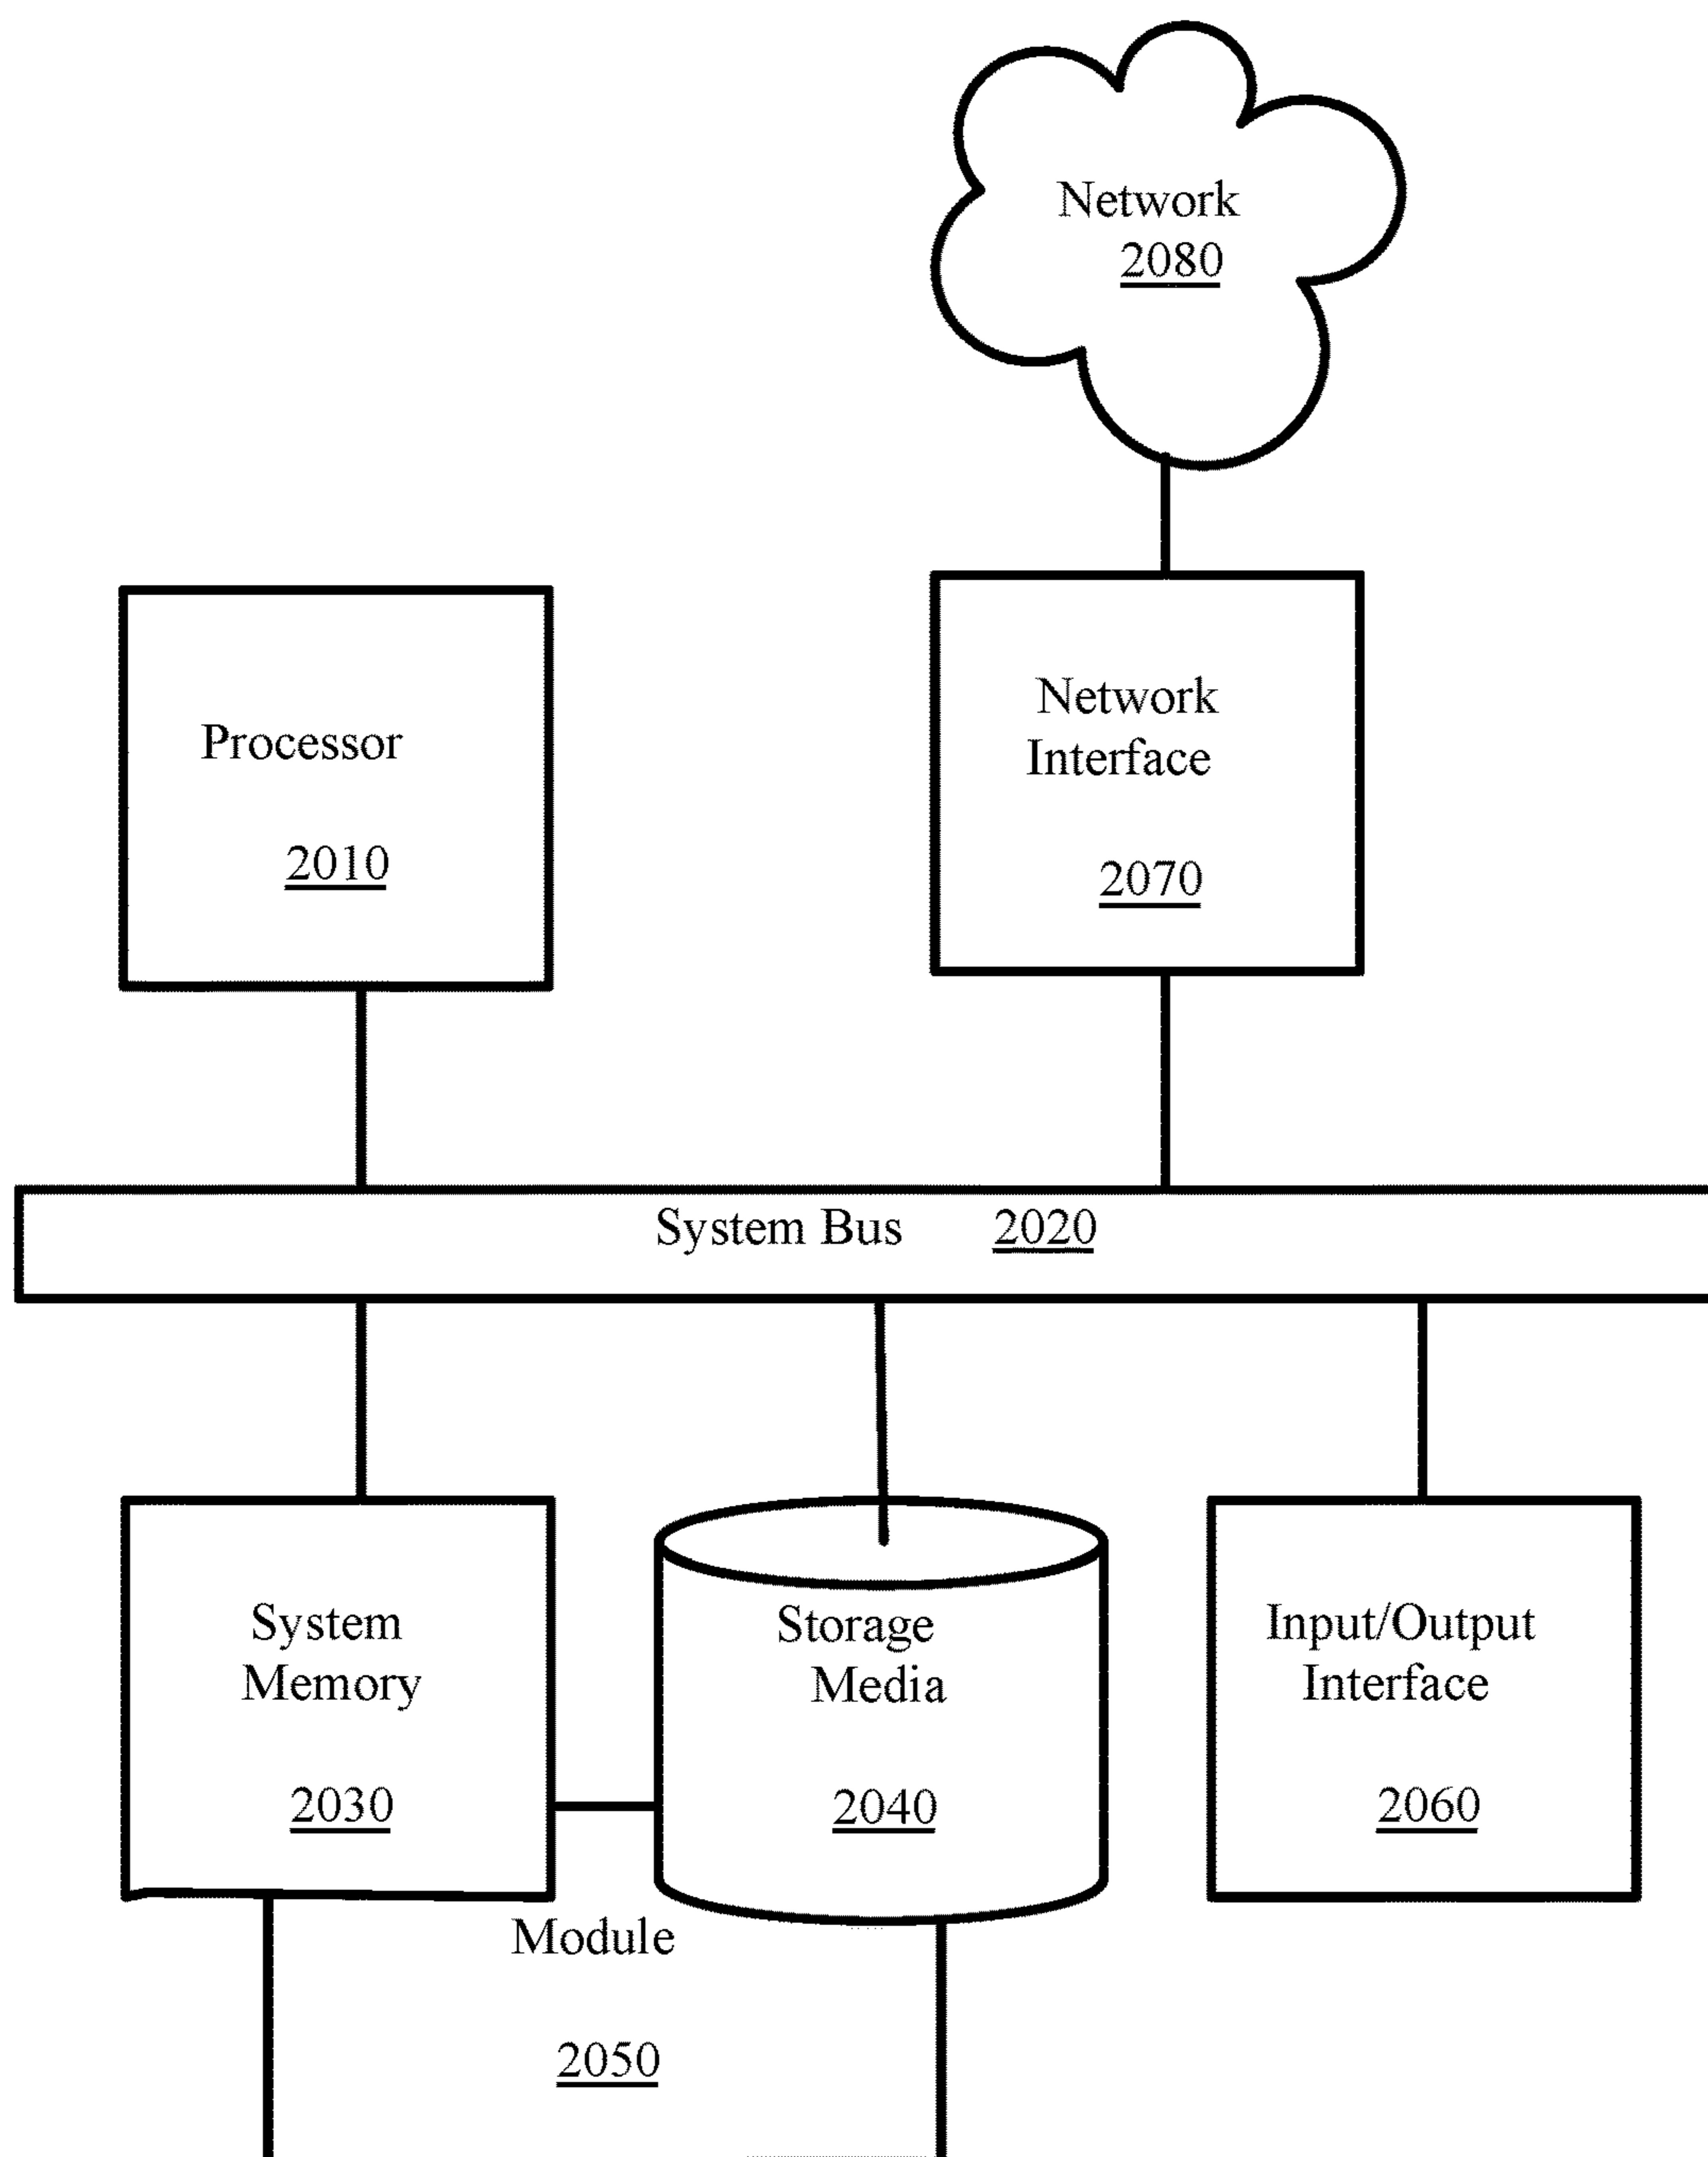 Network
2080
Processor
2010
Network
Interface
2070
System Bus 2020
System
Memory
2030
Storage
Media
2040
Input/Output
Interface
2060
Module
2050